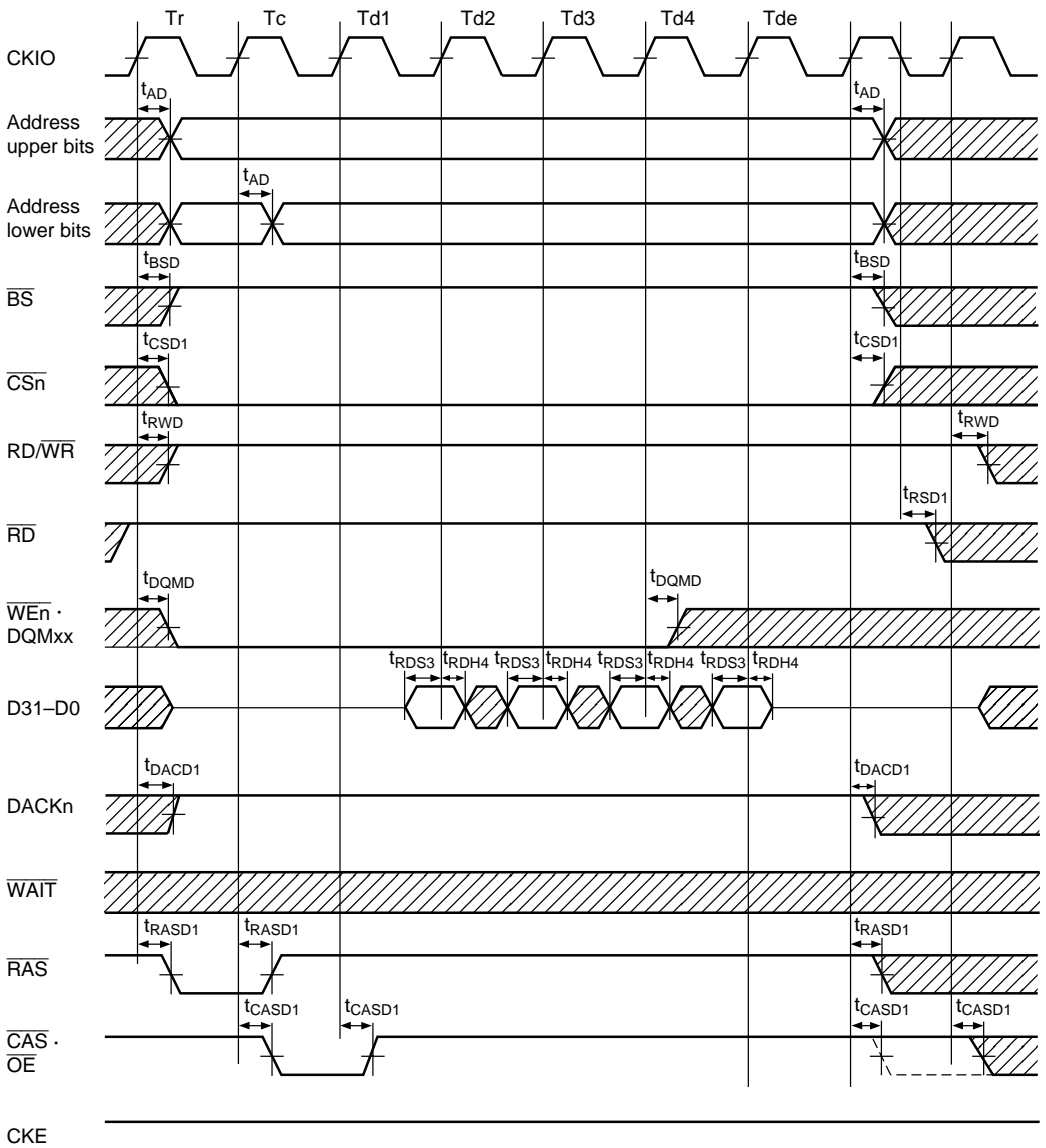 Tr Tc Td1 Td2 Td3 Td4 Tde
CKIO
tAD tAD
Address
upper bits
tAD
Address
lower bits
tBSD tBSD
BS
tCSD1 tCSD1
CSn
tRWD tRWD
RD/WR
tRSD1
RD
tDQMD tDQMD
WEn ·
DQMxx
tRDS3 tRDH4 tRDS3 tRDH4 tRDS3 tRDH4 tRDS3 tRDH4
D31–D0
tDACD1 tDACD1
DACKn
WAIT
tRASD1 tRASD1 tRASD1
RAS
tCASD1 tCASD1 tCASD1 tCASD1
CAS ·
OE
CKE